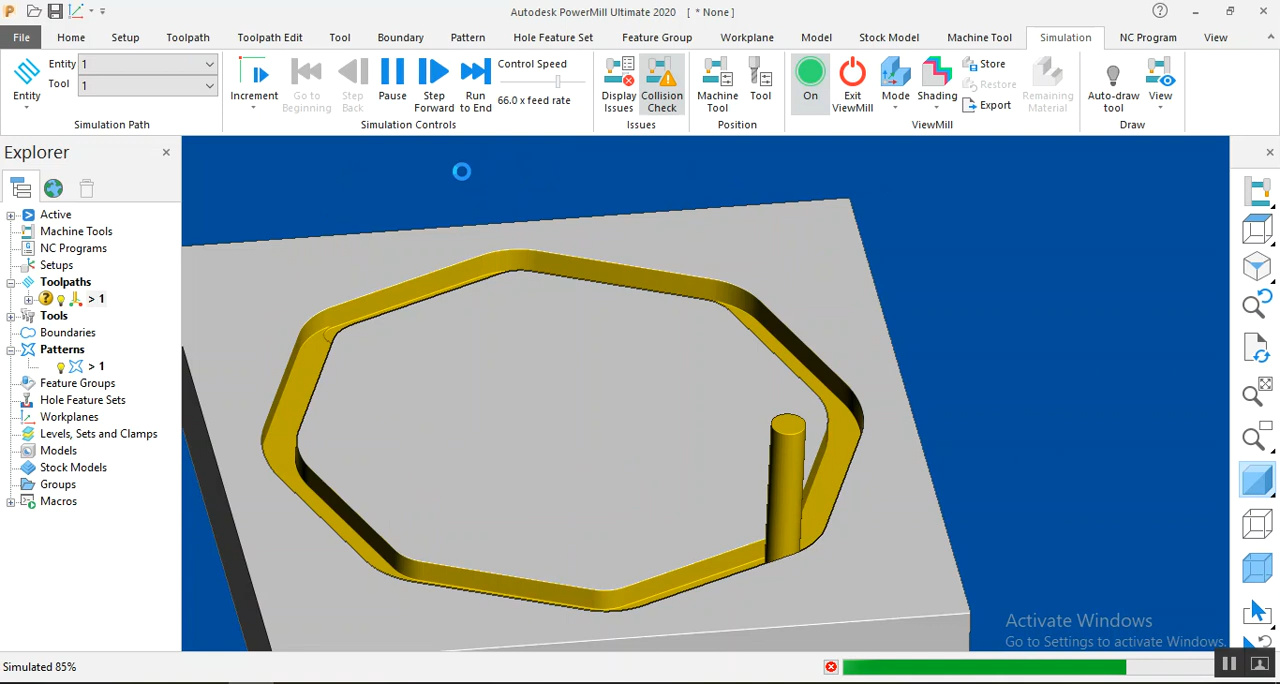 Autodesk PowerMill Ultimate 2020 [ * None ]
File Home Setup Toolpath Toolpath Edit Tool Boundary Pattern Hole Feature Set Feature Group Workplane Model Stock Model Machine Tool Simulation NC Program View
Entity 1
Tool 1
Entity
Simulation Path
Increment
Go to Beginning
Step Back
Pause
Step Forward
Run to End
Control Speed
66.0 x feed rate
Simulation Controls
Display Issues
Collision Check
Issues
Machine Tool
Tool
Position
On
Exit ViewMill
Mode
Shading
Store
Restore
Export
Remaining Material
ViewMill
Auto-draw tool
View
Draw
Explorer
Active
Machine Tools
NC Programs
Setups
Toolpaths
> 1
Tools
Boundaries
Patterns
> 1
Feature Groups
Hole Feature Sets
Workplanes
Levels, Sets and Clamps
Models
Stock Models
Groups
Macros
Activate Windows
Go to Settings to activate Windows.
Simulated 85%